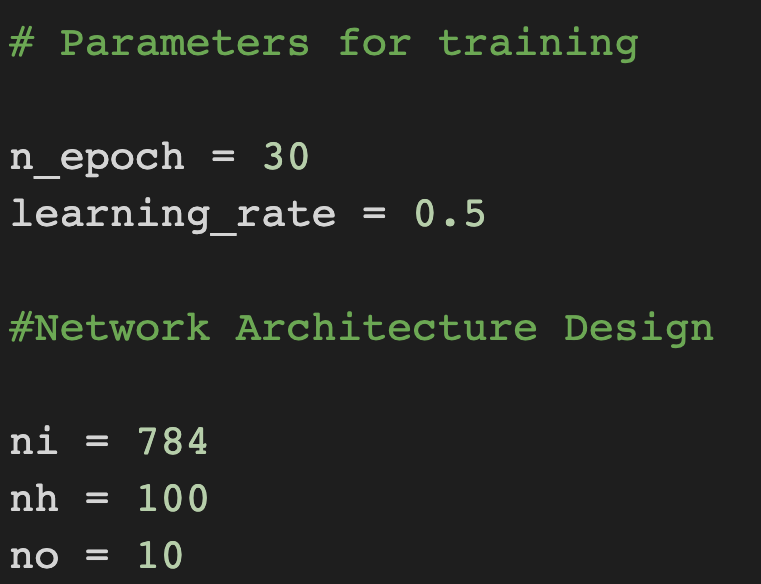 # Parameters for training
n_epoch = 30
learning_rate = 0.5
#Network Architecture Design
ni = 784
nh = 100
no = 10